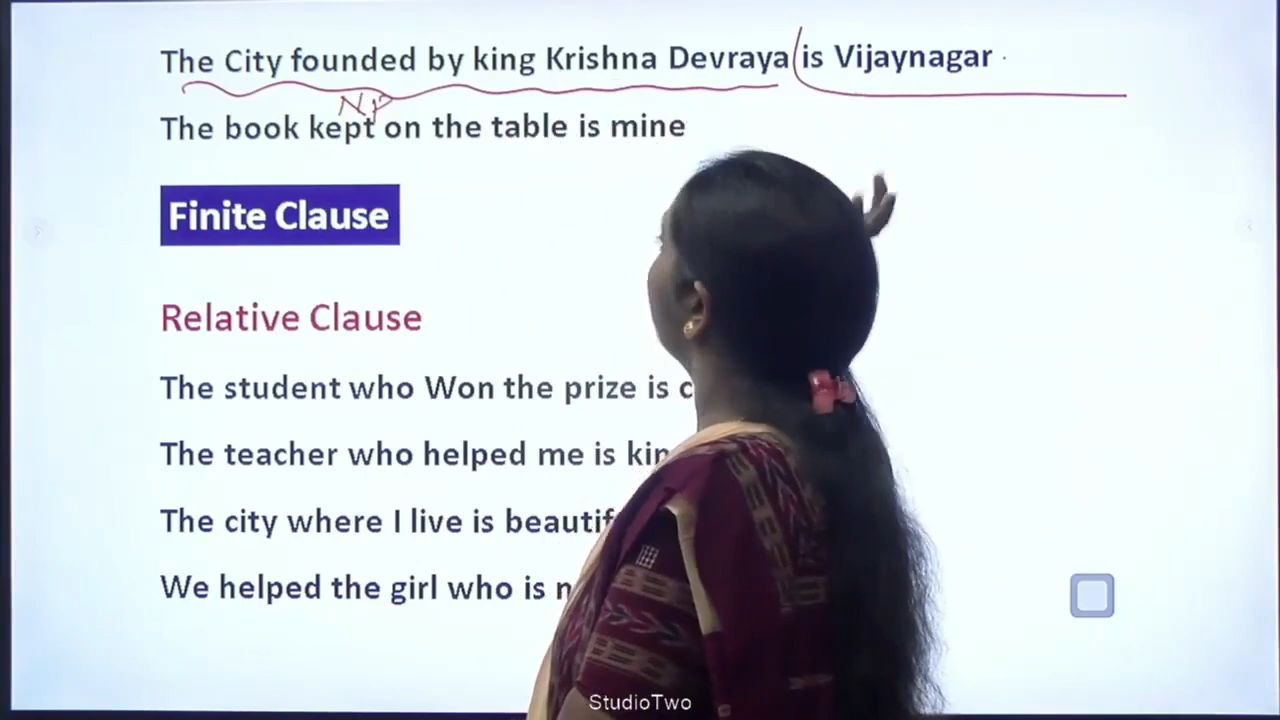 The City founded by king Krishna Devraya is Vijaynagar
NP
The book kept on the table is mine
Finite Clause
Relative Clause
The student who Won the prize is
The teacher who helped me is
The city where I live is
We helped the girl who is
StudioTwo